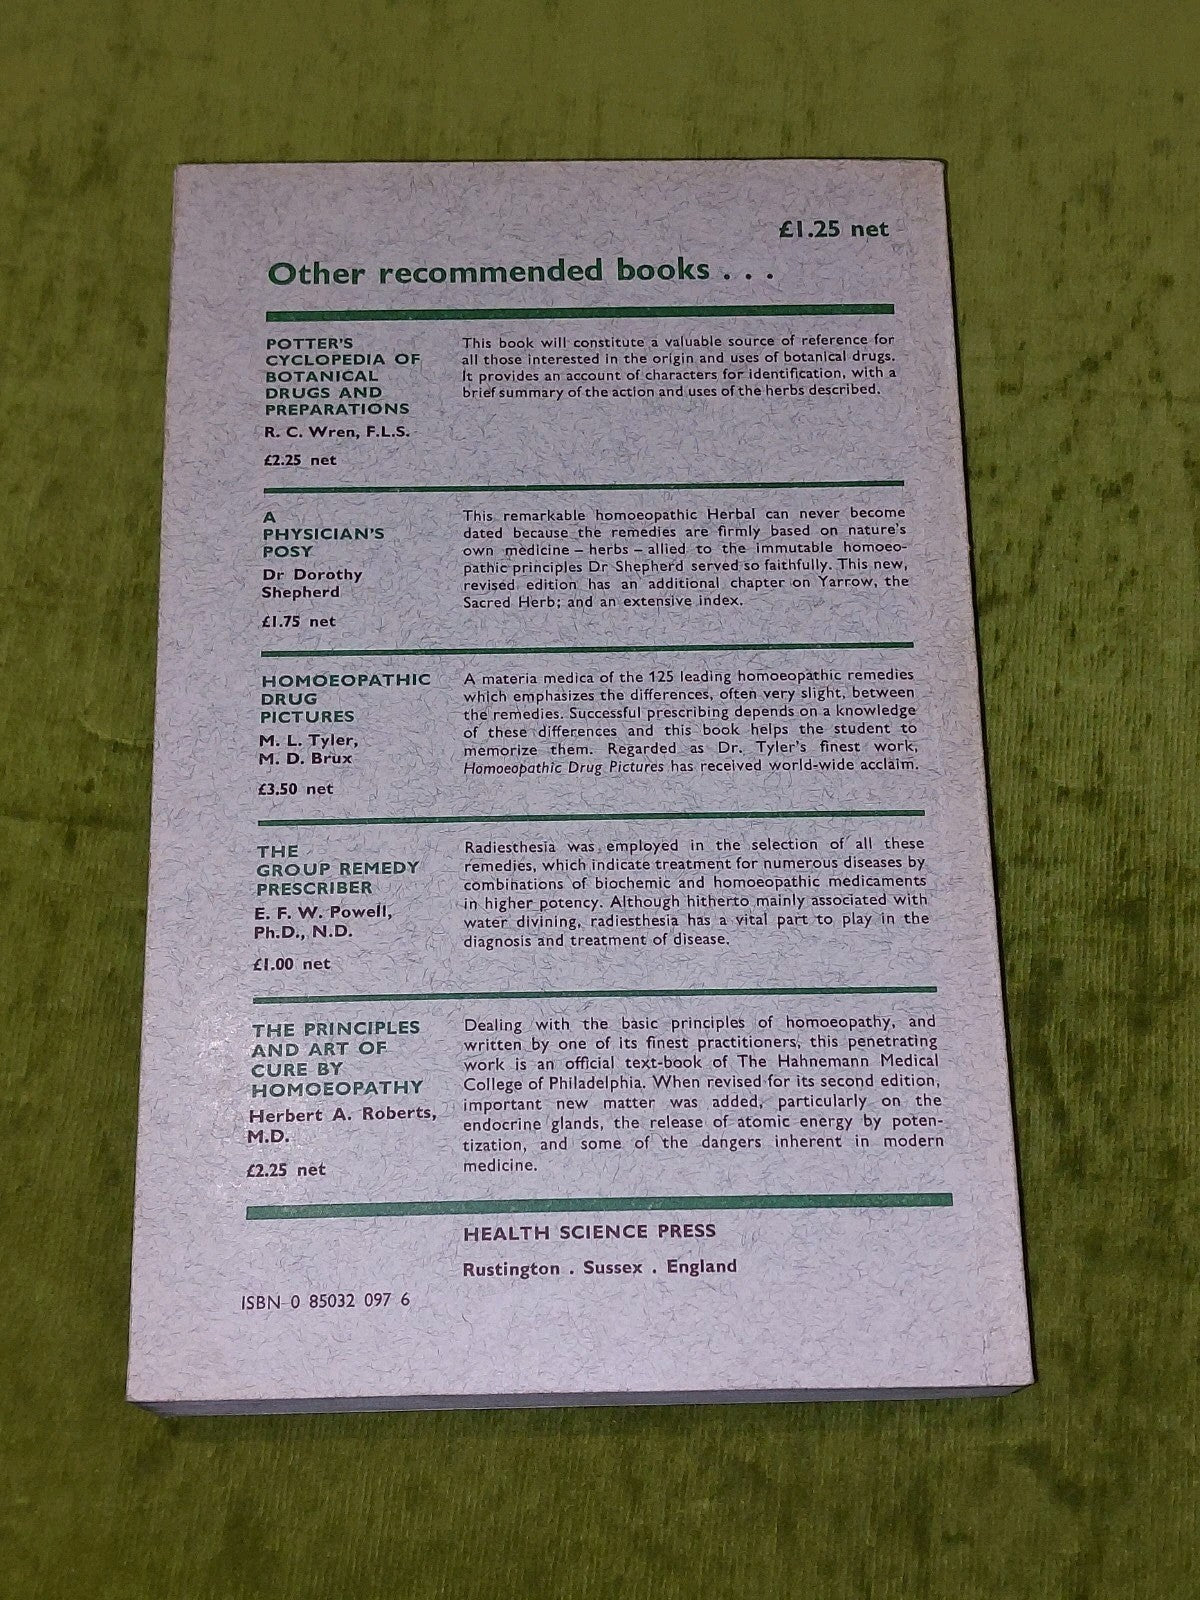 £1.25 net
Other recommended books . . .
POTTER'S
CYCLOPEDIA OF
BOTANICAL
DRUGS AND
PREPARATIONS
R. C. Wren, F.L.S.
£2.25 net
This book will constitute a valuable source of reference for
all those interested in the origin and uses of botanical drugs.
It provides an account of characters for identification, with a
brief summary of the action and uses of the herbs described.
A
PHYSICIAN'S
POSY
Dr Dorothy
Shepherd
£1.75 net
This remarkable homoeopathic Herbal can never become
dated because the remedies are firmly based on nature's
own medicine – herbs – allied to the immutable homoeo-
pathic principles Dr Shepherd served so faithfully. This new,
revised edition has an additional chapter on Yarrow, the
Sacred Herb; and an extensive index.
HOMOEOPATHIC
DRUG
PICTURES
M. L. Tyler,
M. D. Brux
£3.50 net
A materia medica of the 125 leading homoeopathic remedies
which emphasizes the differences, often very slight, between
the remedies. Successful prescribing depends on a knowledge
of these differences and this book helps the student to
memorize them. Regarded as Dr. Tyler's finest work,
Homoeopathic Drug Pictures has received world-wide acclaim.
THE
GROUP REMEDY
PRESCRIBER
E. F. W. Powell,
Ph.D., N.D.
£1.00 net
Radiesthesia was employed in the selection of all these
remedies, which indicate treatment for numerous diseases by
combinations of biochemic and homoeopathic medicaments
in higher potency. Although hitherto mainly associated with
water divining, radiesthesia has a vital part to play in the
diagnosis and treatment of disease.
THE PRINCIPLES
AND ART OF
CURE BY
HOMOEOPATHY
Herbert A. Roberts,
M.D.
£2.25 net
Dealing with the basic principles of homoeopathy, and
written by one of its finest practitioners, this penetrating
work is an official text-book of The Hahnemann Medical
College of Philadelphia. When revised for its second edition,
important new matter was added, particularly on the
endocrine glands, the release of atomic energy by poten-
tization, and some of the dangers inherent in modern
medicine.
HEALTH SCIENCE PRESS
Rustington . Sussex . England
ISBN 0 85032 097 6